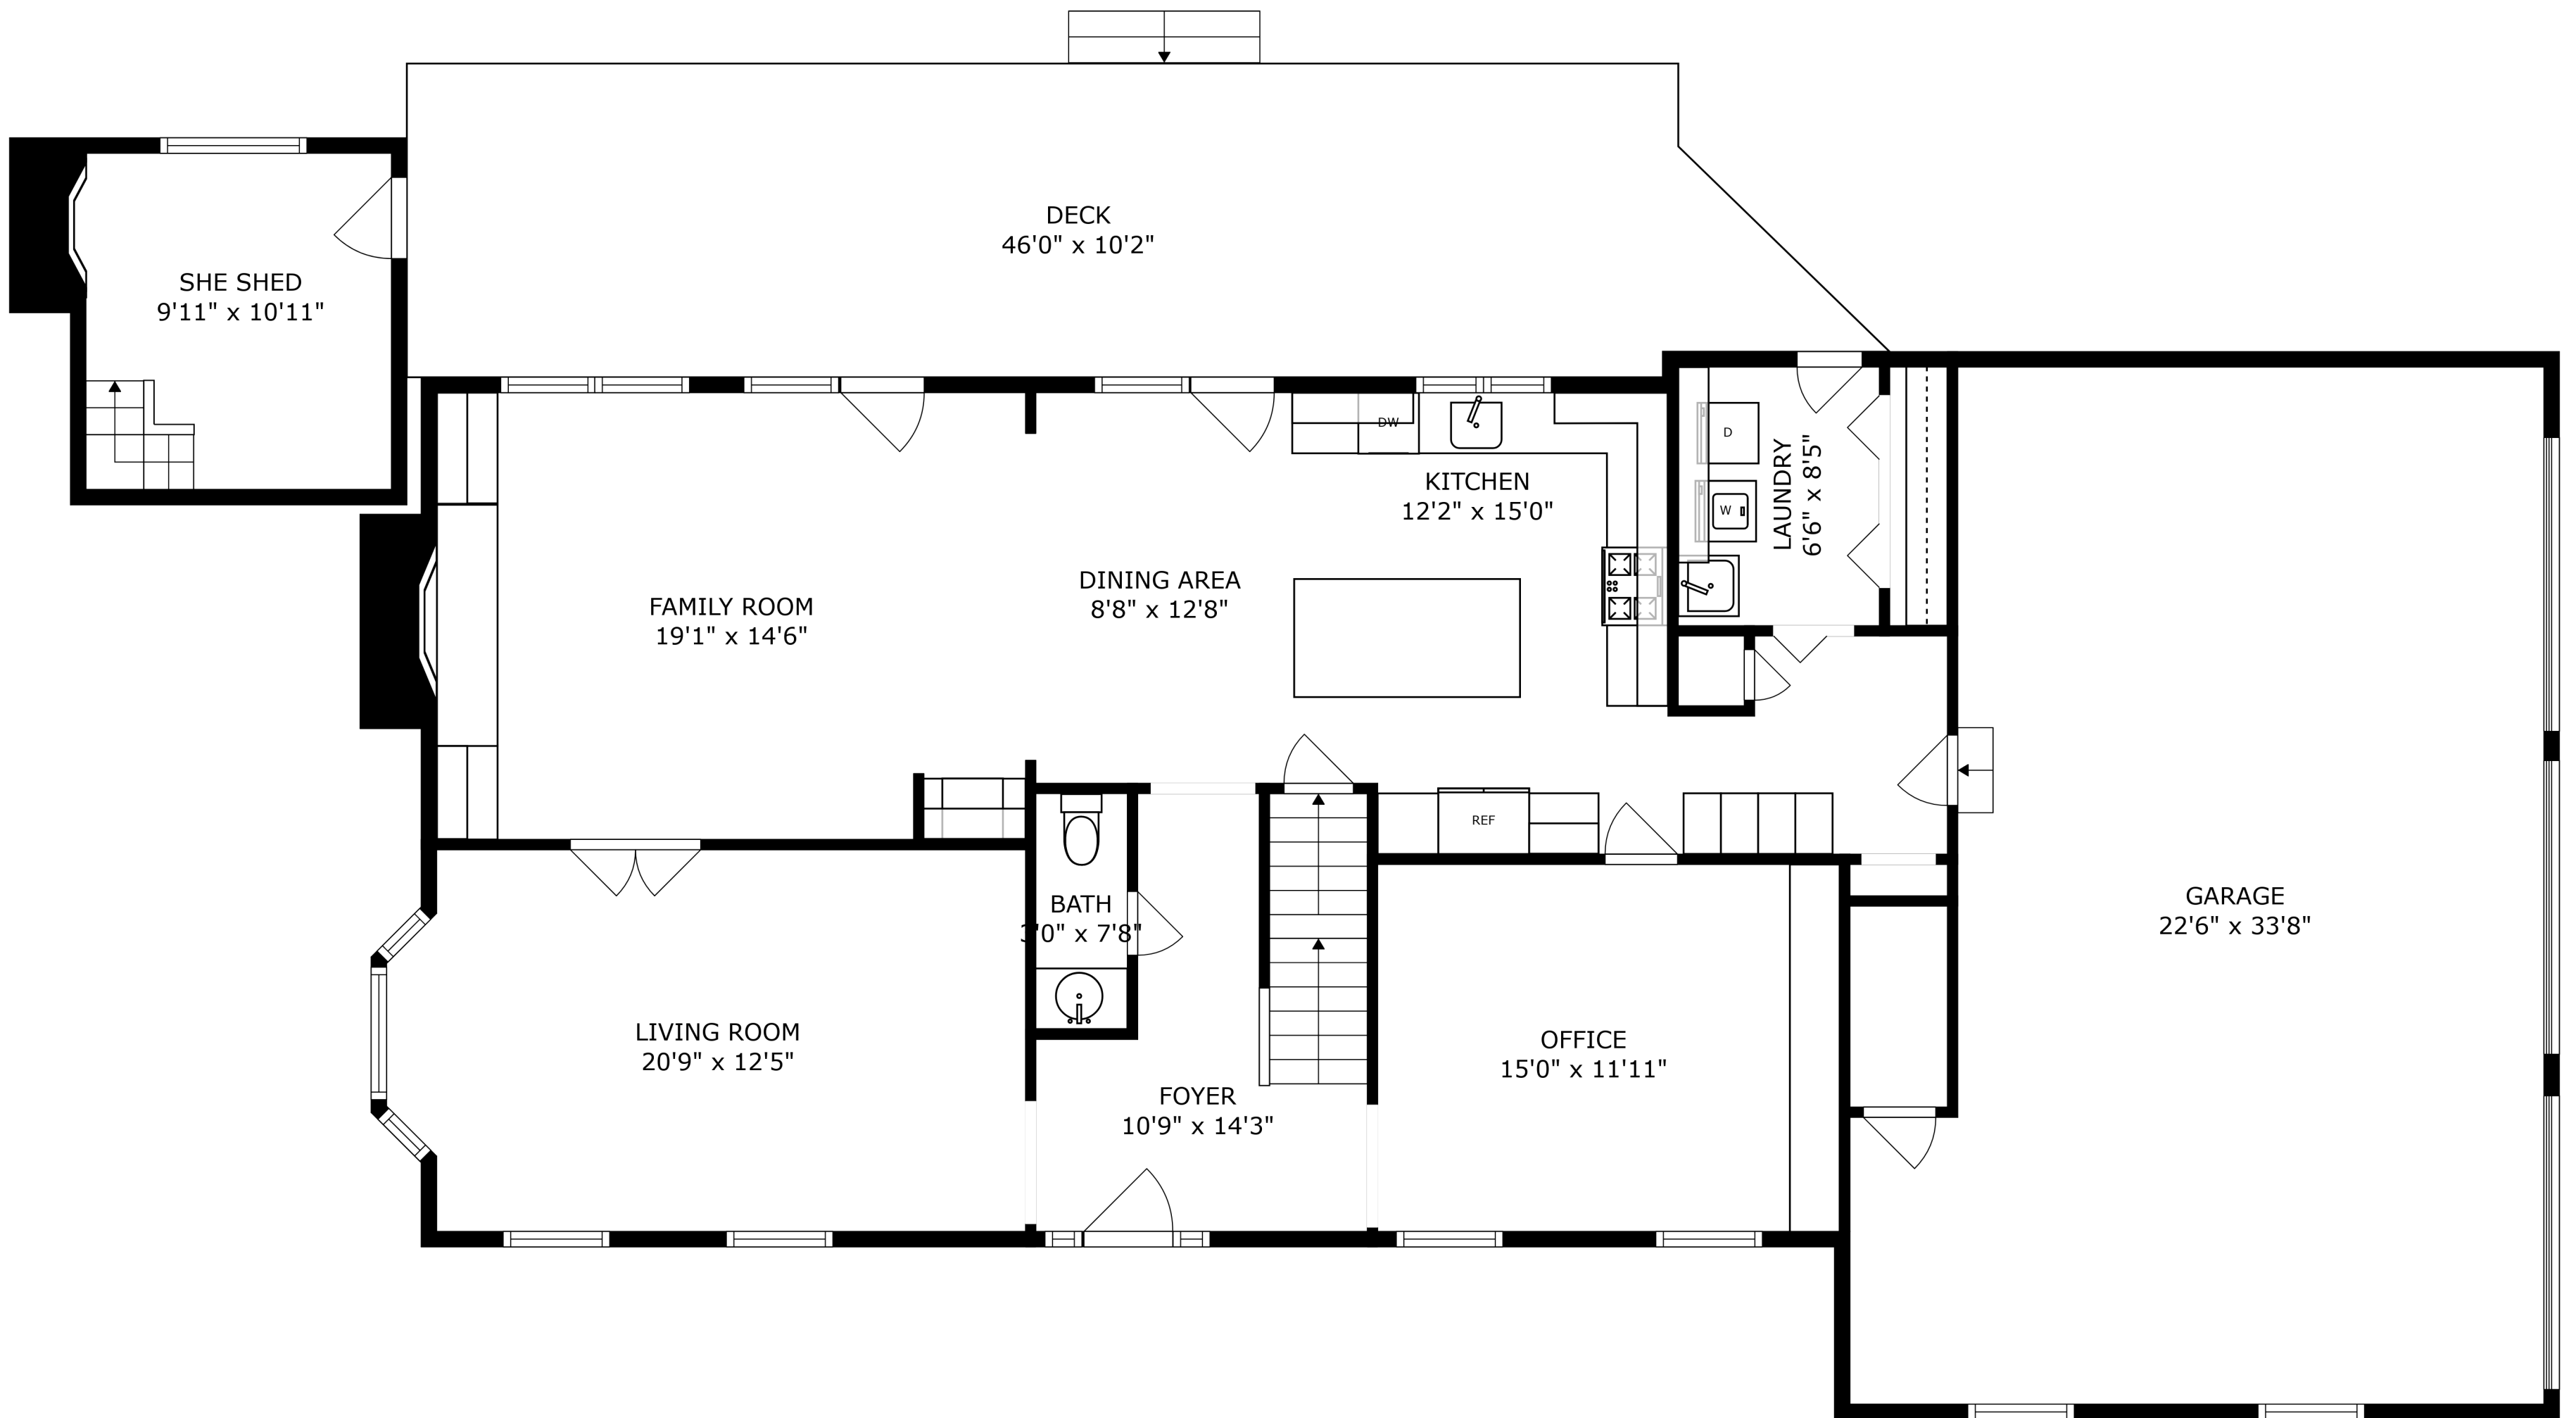 DECK
46'0" x 10'2"
SHE SHED
9'11" x 10'11"
DW
D
W
LAUNDRY
6'6" x 8'5"
KITCHEN
12'2" x 15'0"
DINING AREA
8'8" x 12'8"
FAMILY ROOM
19'1" x 14'6"
REF
GARAGE
22'6" x 33'8"
BATH
3'0" x 7'8"
LIVING ROOM
20'9" x 12'5"
OFFICE
15'0" x 11'11"
FOYER
10'9" x 14'3"